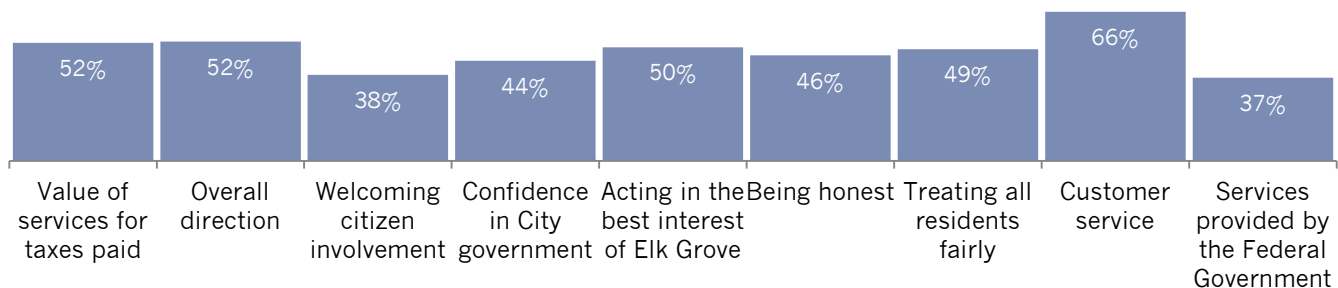 52%
52%
38%
44%
50%
46%
49%
66%
37%
Value of
services for
taxes paid
Overall
direction
Welcoming
citizen
involvement
Confidence
in City
government
Acting in the
best interest
of Elk Grove
Being honest
Treating all
residents
fairly
Customer
service
Services
provided by
the Federal
Government